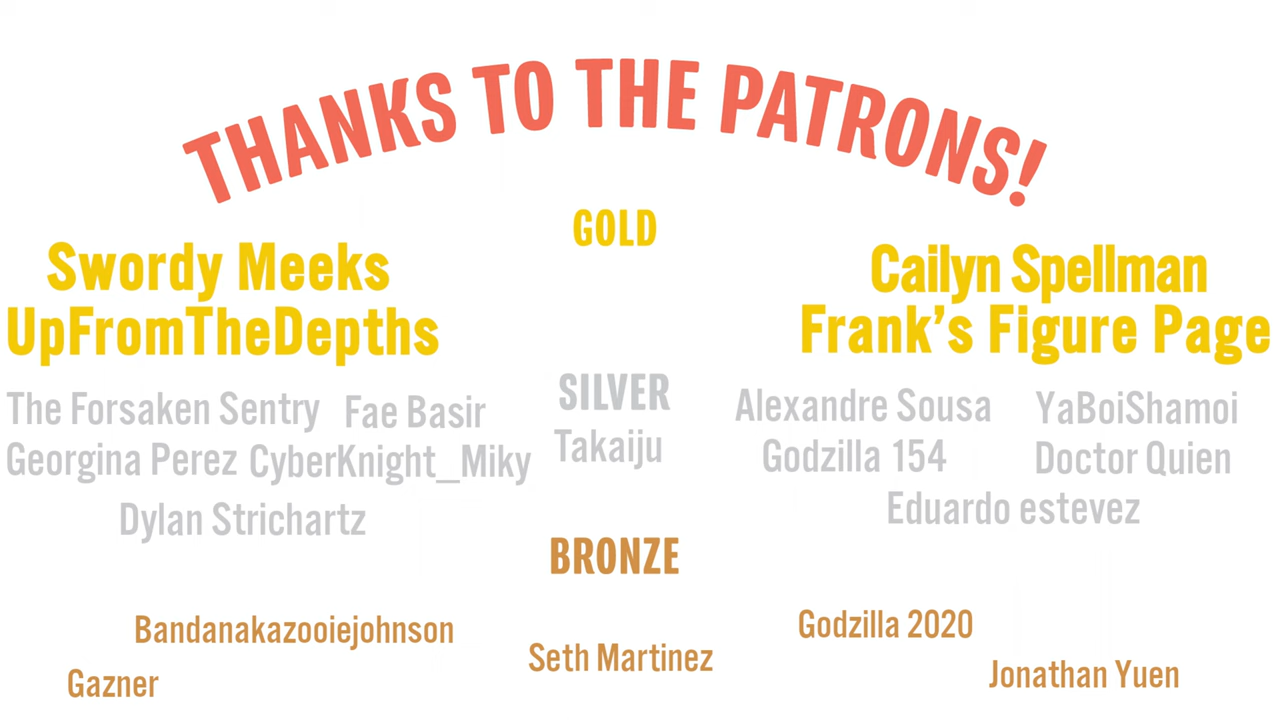 THANKS TO THE PATRONS!
GOLD
Swordy Meeks
UpFromTheDepths
Cailyn Spellman
Frank's Figure Page
SILVER
The Forsaken Sentry
Fae Basir
Georgina Perez
CyberKnight_Miky
Dylan Strichartz
Takaiju
Alexandre Sousa
YaBoiShamoi
Godzilla 154
Doctor Quien
Eduardo estevez
BRONZE
Bandanakazooiejohnson
Gazner
Seth Martinez
Godzilla 2020
Jonathan Yuen